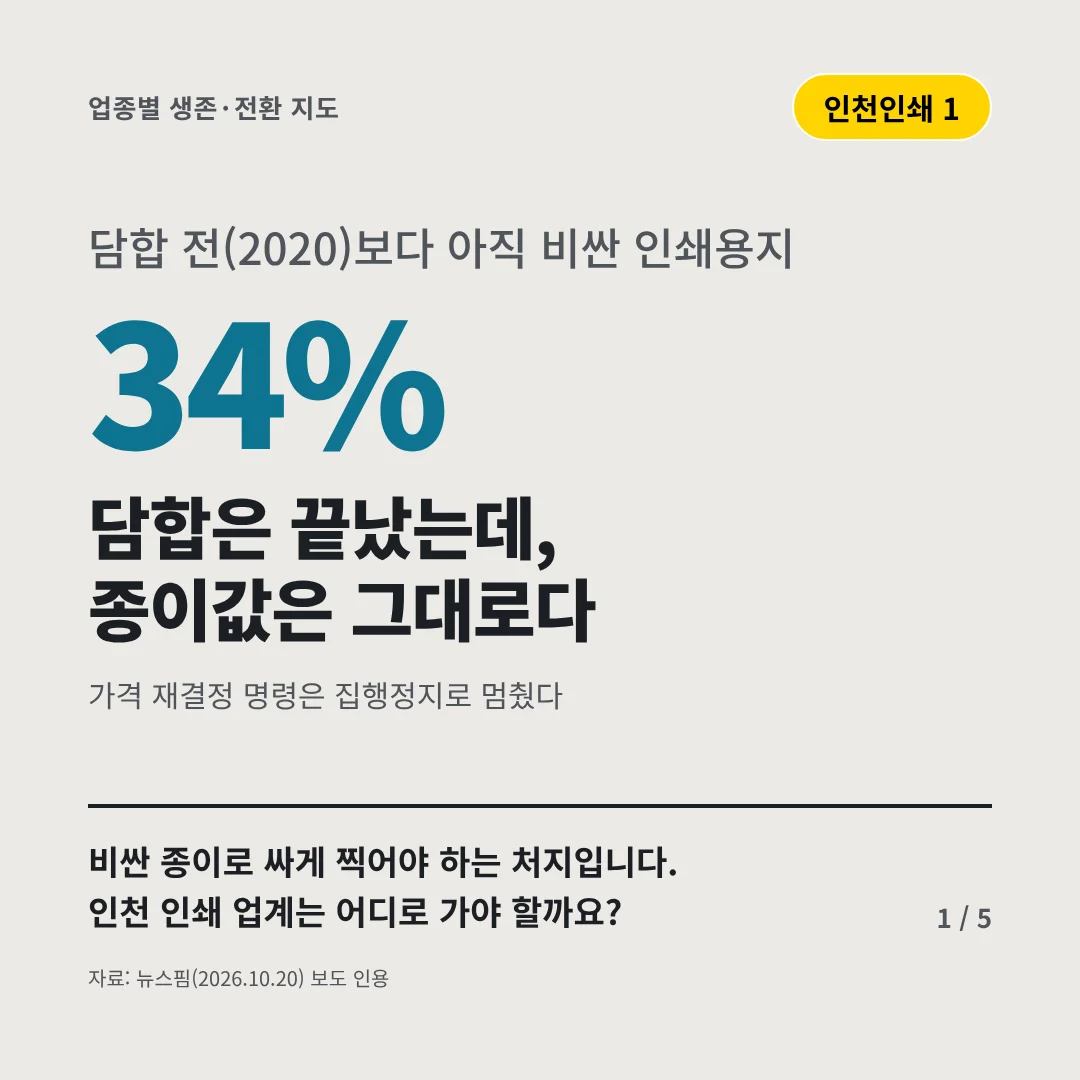 업종별 생존·전환 지도
인천인쇄 1
담합 전(2020)보다 아직 비싼 인쇄용지
34%
담합은 끝났는데,
종이값은 그대로다
가격 재결정 명령은 집행정지로 멈췄다
비싼 종이로 싸게 찍어야 하는 처지입니다.
인천 인쇄 업계는 어디로 가야 할까요?
1 / 5
자료: 뉴스핌(2026.10.20) 보도 인용